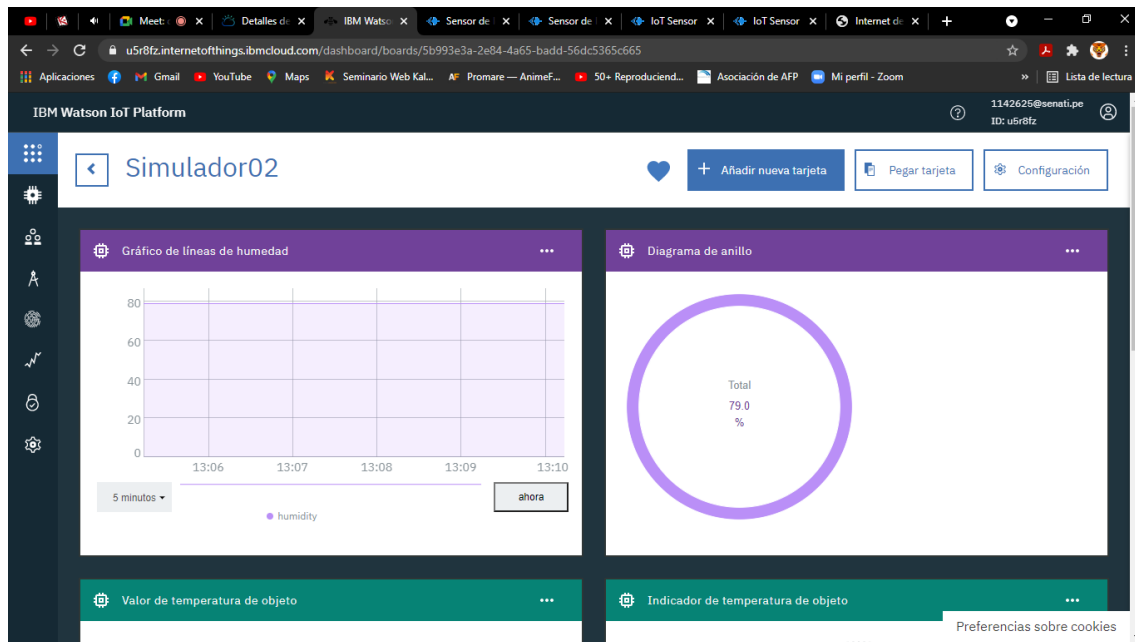 Meet:
Detalles de
IBM Watso
Sensor de
Sensor de
IoT Sensor
IoT Sensor
Internet de
u5r8fz.internetofthings.ibmcloud.com/dashboard/boards/5b993e3a-2e84-4a65-badd-56dc5365c665
Aplicaciones
Gmail
YouTube
Maps
Seminario Web Kal...
AF Promare — AnimeF...
50+ Reproduciend...
Asociación de AFP
Mi perfil - Zoom
»
Lista de lectura
IBM Watson IoT Platform
1142625@senati.pe
ID: u5r8fz
Simulador02
+ Añadir nueva tarjeta
Pegar tarjeta
Configuración
Gráfico de líneas de humedad
80
60
40
20
0
13:06 13:07 13:08 13:09 13:10
5 minutos
ahora
humidity
Diagrama de anillo
Total
79.0
%
Valor de temperatura de objeto
Indicador de temperatura de objeto
Preferencias sobre cookies